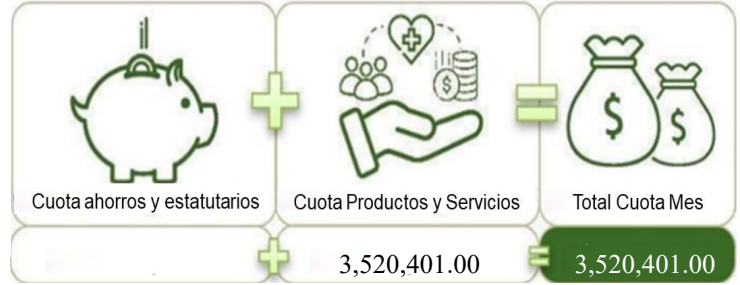 Cuota ahorros y estatutarios
Cuota Productos y Servicios
Total Cuota Mes
$
$ $
+ = 
3,520,401.00
3,520,401.00